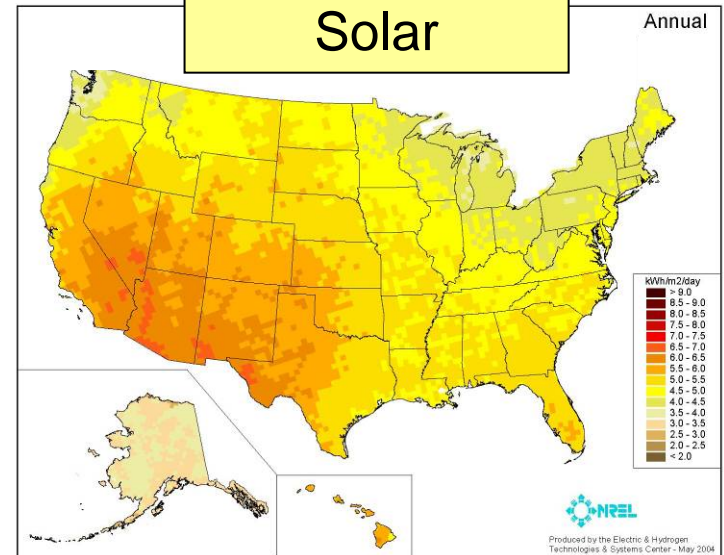 Solar
Annual
kWh/m2/day
> 9.0
8.5 - 9.0
8.0 - 8.5
7.5 - 8.0
7.0 - 7.5
6.5 - 7.0
6.0 - 6.5
5.5 - 6.0
5.0 - 5.5
4.5 - 5.0
4.0 - 4.5
3.5 - 4.0
3.0 - 3.5
2.5 - 3.0
2.0 - 2.5
< 2.0
NREL
Produced by the Electric & Hydrogen
Technologies & Systems Center - May 2004